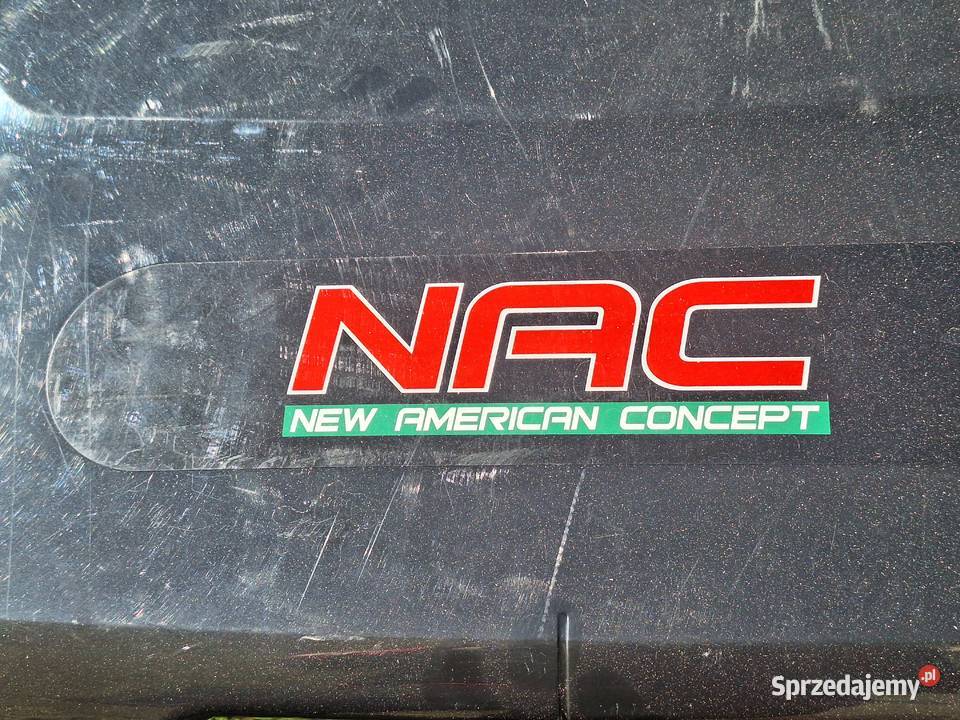 NAC
NEW AMERICAN CONCEPT
Sprzedajemy.pl